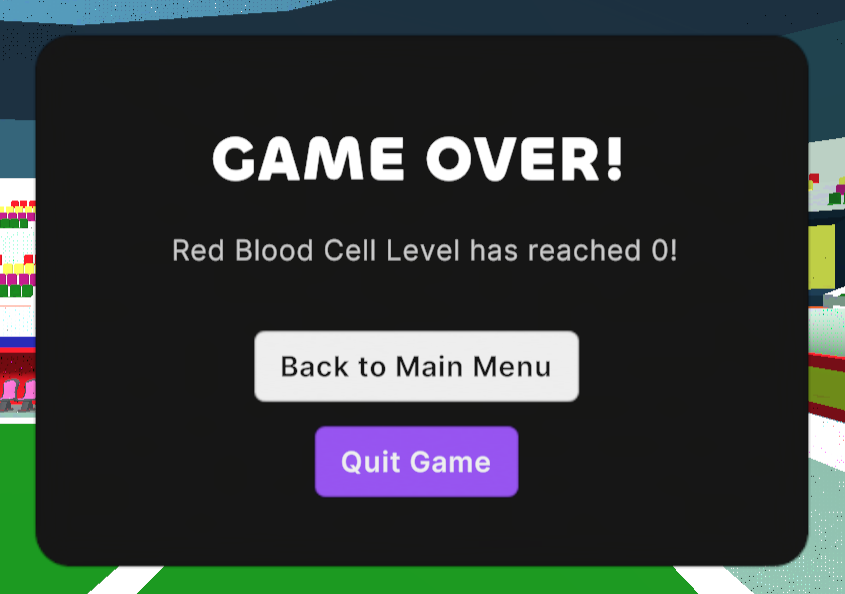 GAME OVER!
Red Blood Cell Level has reached 0!
Back to Main Menu
Quit Game